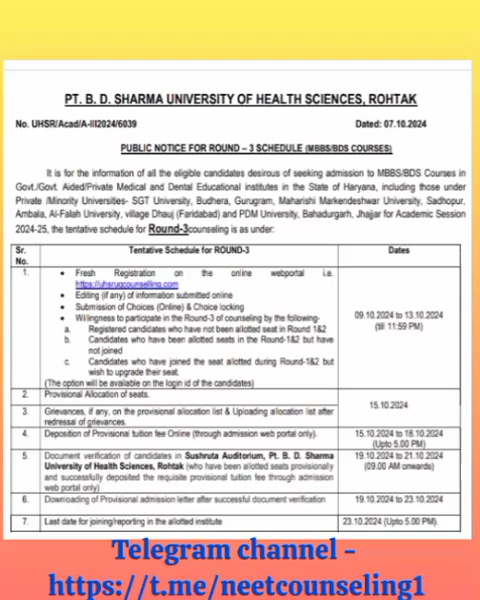 PT. B. D. SHARMA UNIVERSITY OF HEALTH SCIENCES, ROHTAK
No. UHSR/Acad/A-III2024/6039 Dated: 07.10.2024
PUBLIC NOTICE FOR ROUND – 3 SCHEDULE (MBBS/BDS COURSES)
It is for the information of all the eligible candidates desirous of seeking admission to MBBS/BDS Courses in
Govt./Govt. Aided/Private Medical and Dental Educational institutes in the State of Haryana, including those under
Private /Minority Universities- SGT University, Budhera, Gurugram, Maharishi Markendeshwar University, Sadhopur,
Ambala, Al-Falah University, village Dhauj (Faridabad) and PDM University, Bahadurgarh, Jhajjar for Academic Session
2024-25, the tentative schedule for Round-3counseling is as under:
Sr. No. Tentative Schedule for ROUND-3 Dates
1. • Fresh Registration on the online webportal i.e.
https://uhsrugcounselling.com
• Editing (if any) of information submitted online
• Submission of Choices (Online) & Choice locking
• Willingness to participate in the Round-3 of counseling by the following-
a. Registered candidates who have not been allotted seat in Round 1&2
b. Candidates who have been allotted seats in the Round-1&2 but have
not joined
c. Candidates who have joined the seat allotted during Round-1&2 but
wish to upgrade their seat.
(The option will be available on the login id of the candidates)
09.10.2024 to 13.10.2024
(till 11:59 PM)
2. Provisional Allocation of seats.
3. Grievances, if any, on the provisional allocation list & Uploading allocation list after
redressal of grievances.
15.10.2024
4. Deposition of Provisional tuition fee Online (through admission web portal only). 15.10.2024 to 18.10.2024
(Upto 5.00 PM)
5. Document verification of candidates in Sushruta Auditorium, Pt. B. D. Sharma
University of Health Sciences, Rohtak (who have been allotted seats provisionally
and successfully deposited the requisite provisional tuition fee through admission
web portal only)
19.10.2024 to 21.10.2024
(09.00 AM onwards)
6. Downloading of Provisional admission letter after successful document verification 19.10.2024 to 23.10.2024
7. Last date for joining/reporting in the allotted institute 23.10.2024 (Upto 5.00 PM).
Telegram channel -
https://t.me/neetcounseling1